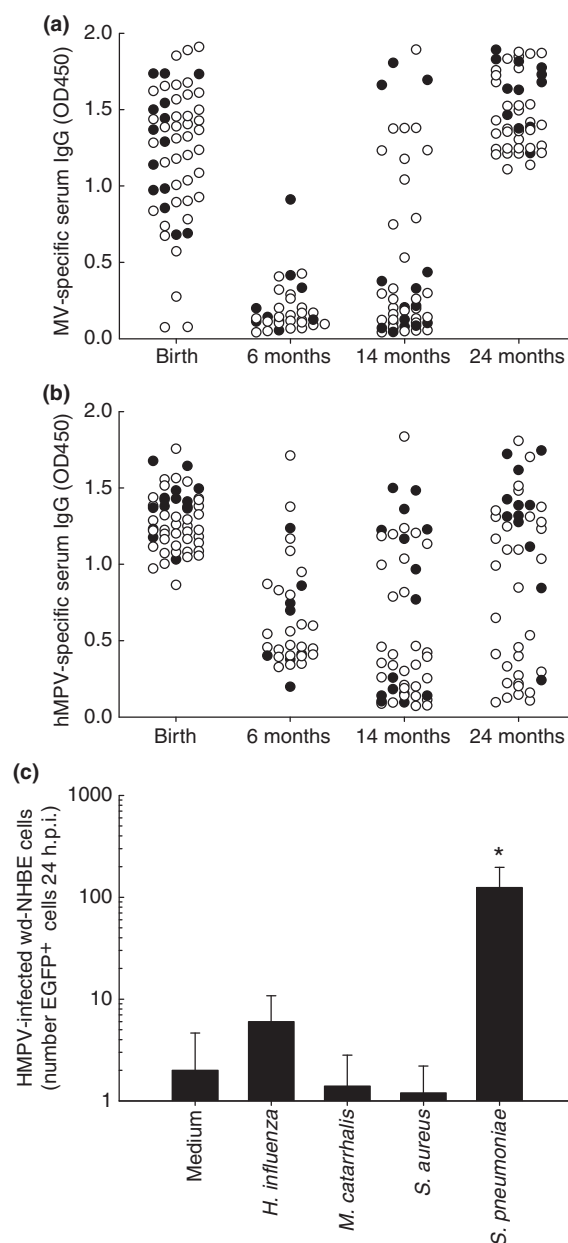 (a)
2.0
1.5
1.0
0.5
0.0
MV-specific serum IgG (OD450)
Birth 6 months 14 months 24 months
(b)
2.0
1.5
1.0
0.5
0.0
hMPV-specific serum IgG (OD450)
Birth 6 months 14 months 24 months
(c)
1000
100
10
1
HMPV-infected wd-NHBE cells
(number EGFP+ cells 24 h.p.i.)
*
Medium
H. influenza
M. catarrhalis
S. aureus
S. pneumoniae